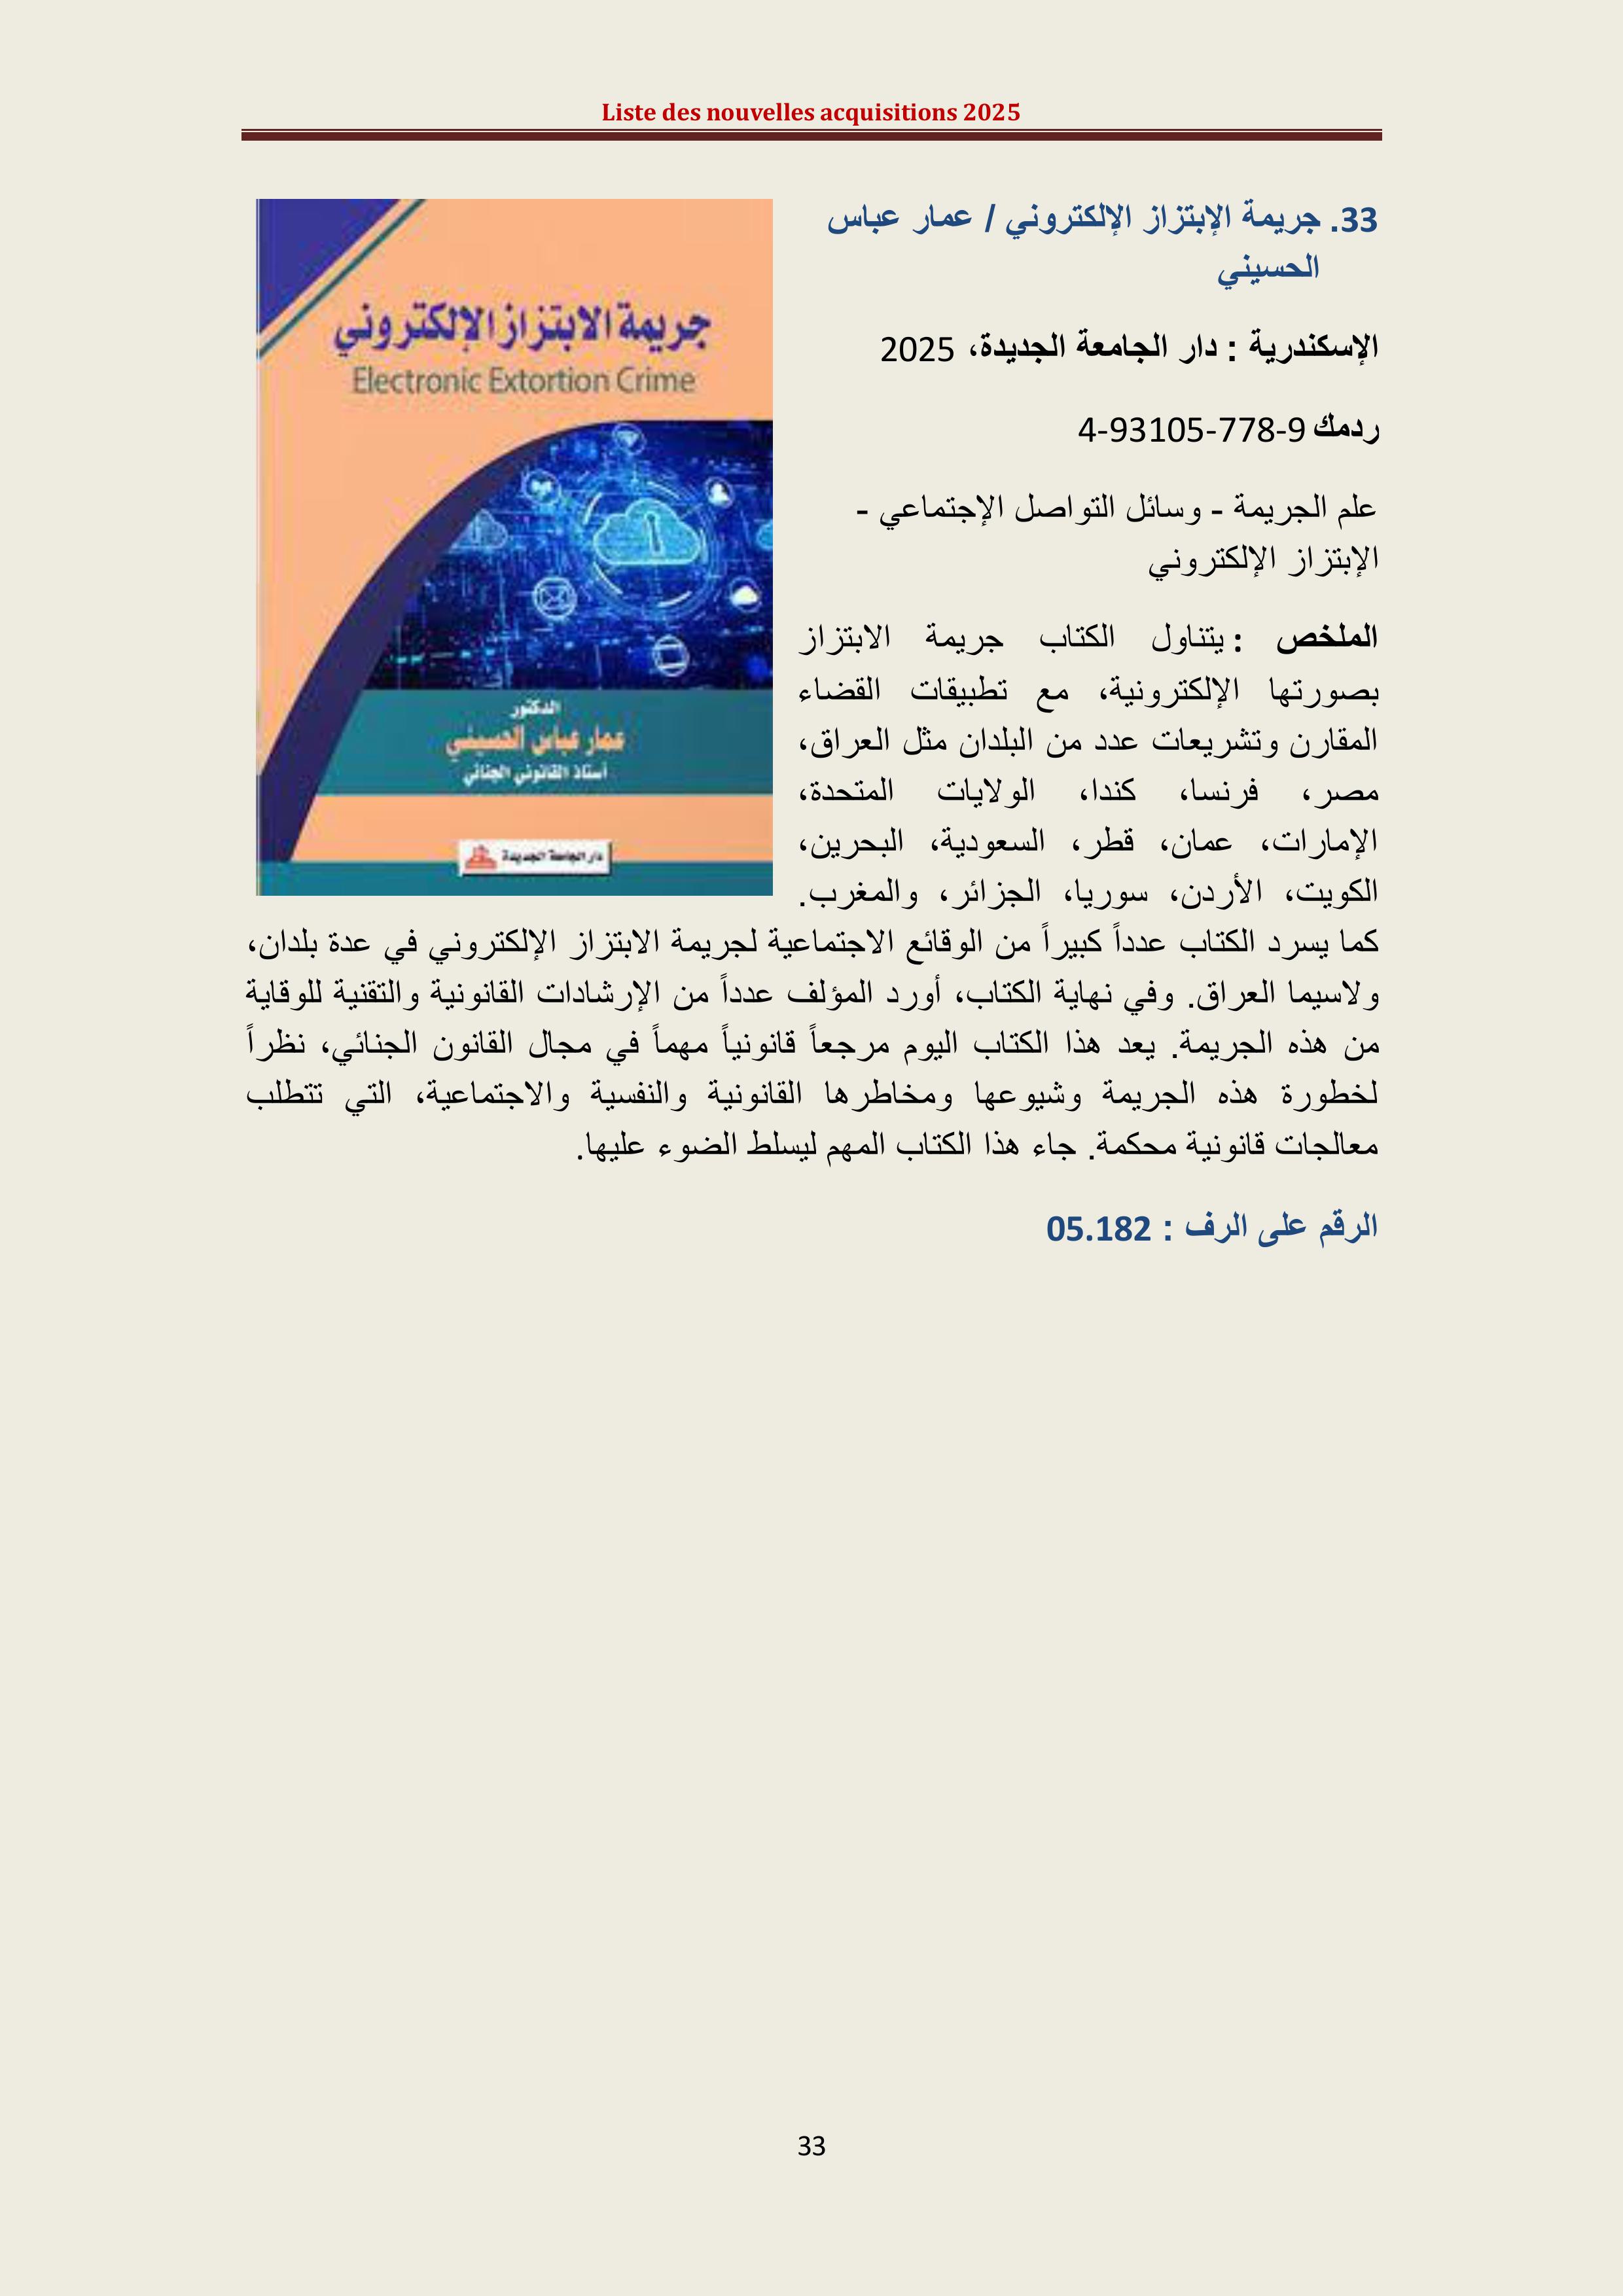 Liste des nouvelles acquisitions 2025
33. جريمة الإبتزاز الإلكتروني / عمار عباس
الحسيني
الإسكندرية : دار الجامعة الجديدة، 2025
ردمك 9-778-93105-4
علم الجريمة - وسائل التواصل الإجتماعي -
الإبتزاز الإلكتروني
الملخص : يتناول الكتاب جريمة الابتزاز
بصورتها الإلكترونية، مع تطبيقات القضاء
المقارن وتشريعات عدد من البلدان مثل العراق،
مصر، فرنسا، كندا، الولايات المتحدة،
الإمارات، عمان، قطر، السعودية، البحرين،
الكويت، الأردن، سوريا، الجزائر، والمغرب.
كما يسرد الكتاب عدداً كبيراً من الوقائع الاجتماعية لجريمة الابتزاز الإلكتروني في عدة بلدان،
ولاسيما العراق. وفي نهاية الكتاب، أورد المؤلف عدداً من الإرشادات القانونية والتقنية للوقاية
من هذه الجريمة. يعد هذا الكتاب اليوم مرجعاً قانونياً مهماً في مجال القانون الجنائي، نظراً
لخطورة هذه الجريمة وشيوعها ومخاطرها القانونية والنفسية والاجتماعية، التي تتطلب
معالجات قانونية محكمة. جاء هذا الكتاب المهم ليسلط الضوء عليها.
الرقم على الرف : 05.182
جريمة الابتزاز الإلكتروني
Electronic Extortion Crime
الدكتور
عمار عباس الحسيني
أستاذ القانوني الجنائي
دار الجامعة الجديدة
33